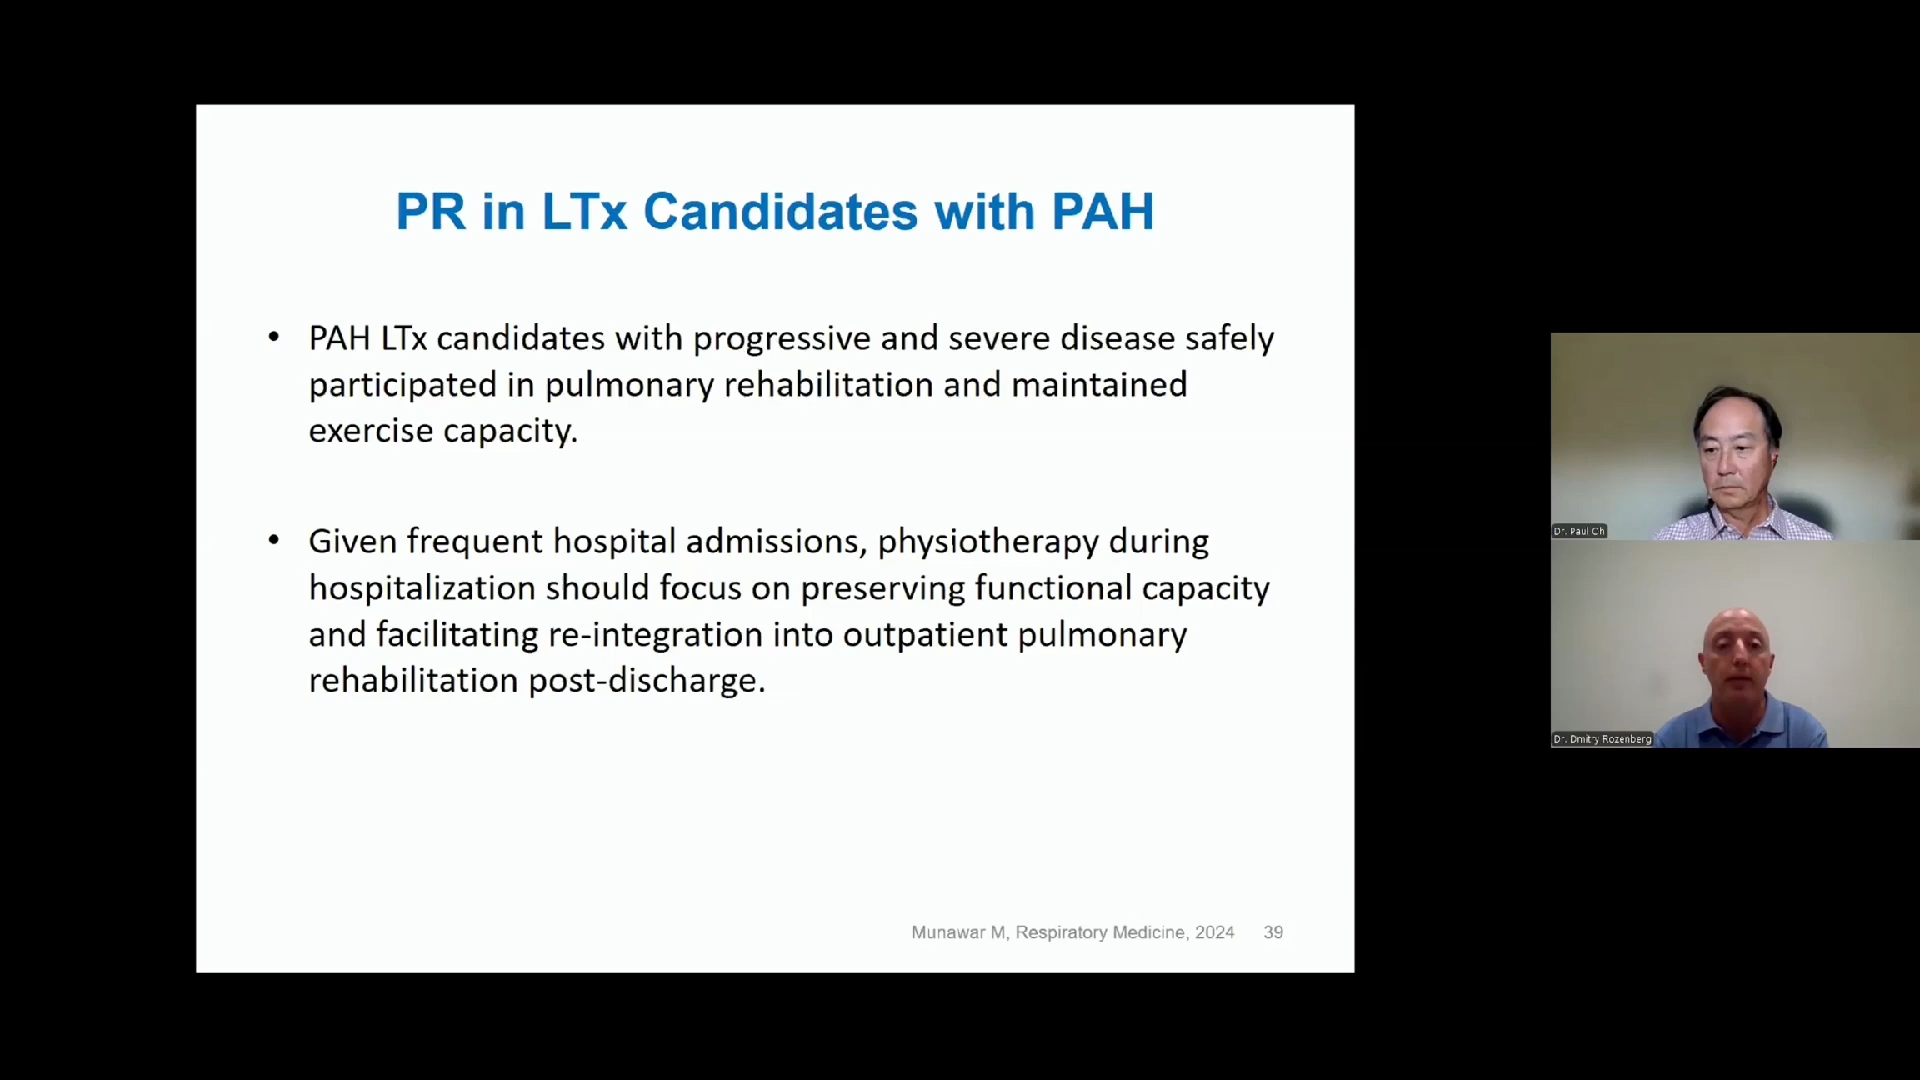 PR in LTx Candidates with PAH
• PAH LTx candidates with progressive and severe disease safely
participated in pulmonary rehabilitation and maintained
exercise capacity.
• Given frequent hospital admissions, physiotherapy during
hospitalization should focus on preserving functional capacity
and facilitating re-integration into outpatient pulmonary
rehabilitation post-discharge.
Munawar M, Respiratory Medicine, 2024 39
Dr. Paul Oh
Dr. Dmitry Rozenberg